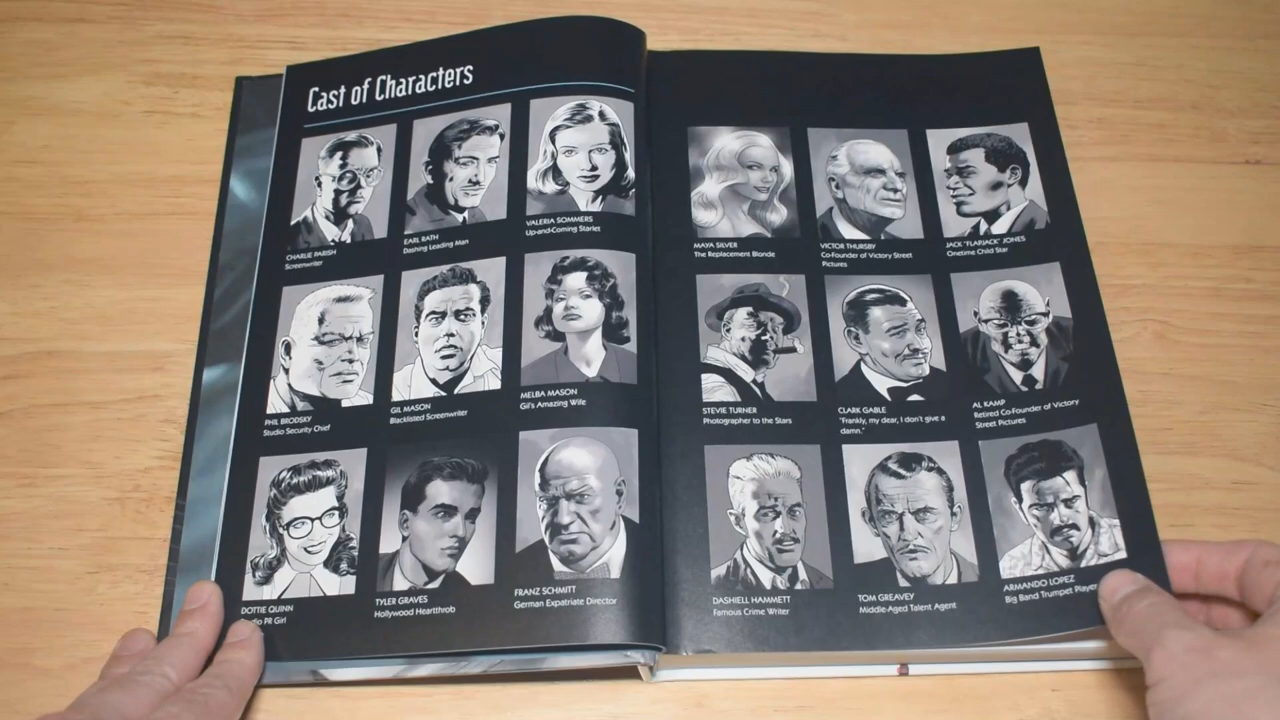 Cast of Characters
CHARLIE PARISH
Screenwriter
EARL RATH
Dashing Leading Man
VALERIA SOMMERS
Up-and-Coming Starlet
PHIL BRODSKY
Studio Security Chief
GIL MASON
Blacklisted Screenwriter
MELBA MASON
Gil's Amazing Wife
DOTTIE QUINN
PR Girl
TYLER GRAVES
Hollywood Heartthrob
FRANZ SCHMITT
German Expatriate Director
MAYA SILVER
The Replacement Blonde
VICTOR THURSBY
Co-Founder of Victory Street
Pictures
JACK "FLAPJACK" JONES
Onetime Child Star
STEVIE TURNER
Photographer to the Stars
CLARK GABLE
"Frankly, my dear, I don't give a
damn."
AL KAMP
Retired Co-Founder of Victory
Street Pictures
DASHIELL HAMMETT
Famous Crime Writer
TOM GREAVEY
Middle-Aged Talent Agent
ARMANDO LOPEZ
Big Band Trumpet Player